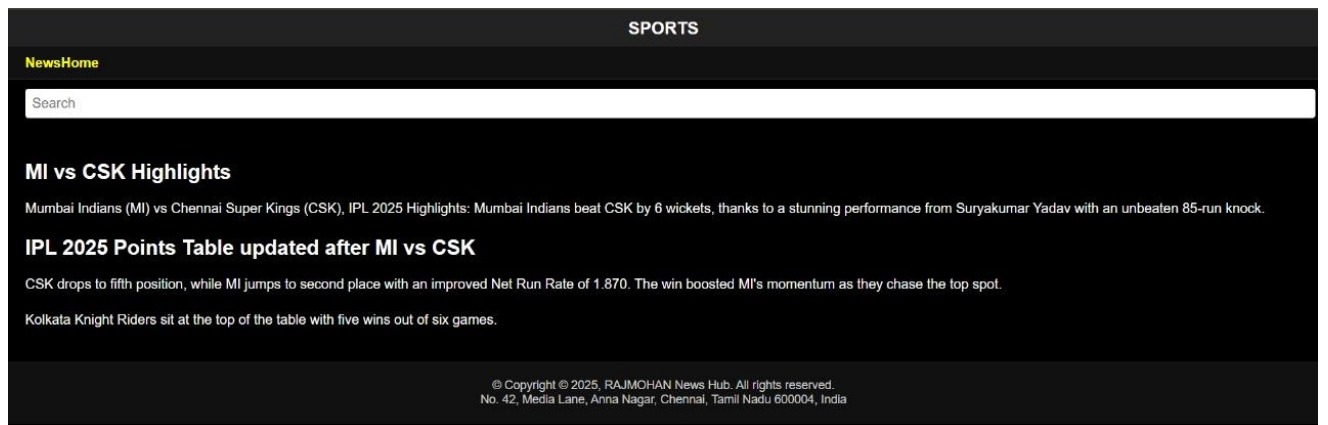 SPORTS
NewsHome
Search
MI vs CSK Highlights
Mumbai Indians (MI) vs Chennai Super Kings (CSK), IPL 2025 Highlights: Mumbai Indians beat CSK by 6 wickets, thanks to a stunning performance from Suryakumar Yadav with an unbeaten 85-run knock.
IPL 2025 Points Table updated after MI vs CSK
CSK drops to fifth position, while MI jumps to second place with an improved Net Run Rate of 1.870. The win boosted MI's momentum as they chase the top spot.
Kolkata Knight Riders sit at the top of the table with five wins out of six games.
© Copyright © 2025, RAJMOHAN News Hub. All rights reserved.
No. 42, Media Lane, Anna Nagar, Chennai, Tamil Nadu 600004, India